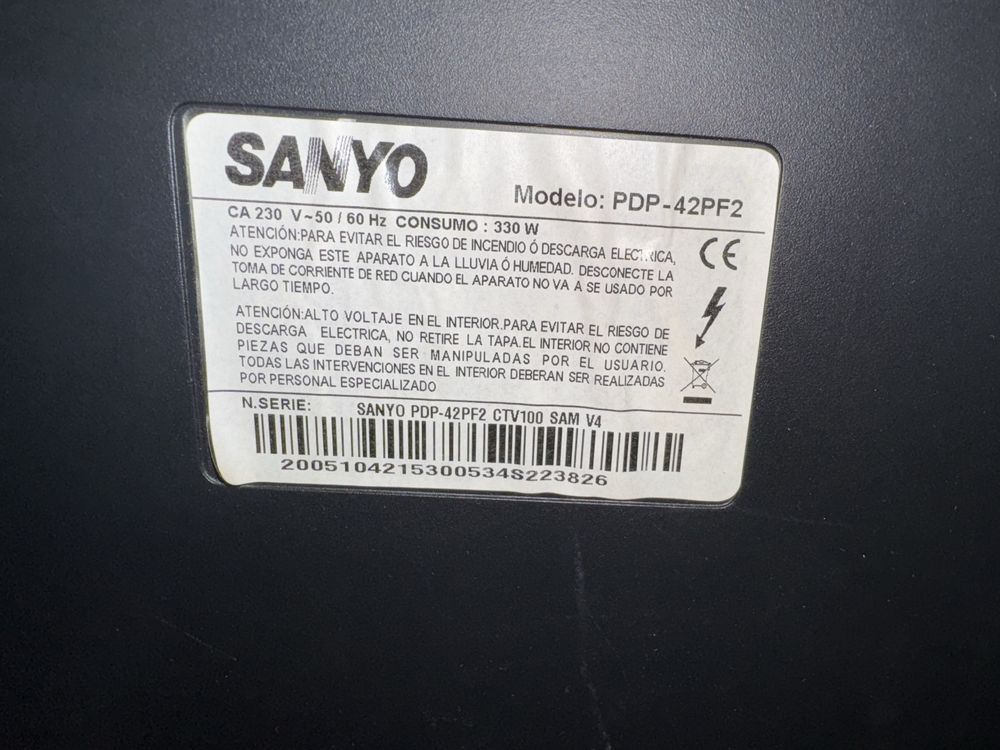 SANYO
Modelo: PDP-42PF2
CA 230 V~50 / 60 Hz CONSUMO : 330 W
ATENCIÓN:PARA EVITAR EL RIESGO DE INCENDIO Ó DESCARGA ELECTRICA,
NO EXPONGA ESTE APARATO A LA LLUVIA Ó HUMEDAD. DESCONECTE LA
TOMA DE CORRIENTE DE RED CUANDO EL APARATO NO VA A SE USADO POR
LARGO TIEMPO.
CE
ATENCIÓN:ALTO VOLTAJE EN EL INTERIOR.PARA EVITAR EL RIESGO DE
DESCARGA ELECTRICA, NO RETIRE LA TAPA.EL INTERIOR NO CONTIENE
PIEZAS QUE DEBAN SER MANIPULADAS POR EL USUARIO.
TODAS LAS INTERVENCIONES EN EL INTERIOR DEBERAN SER REALIZADAS
POR PERSONAL ESPECIALIZADO
N.SERIE: SANYO PDP-42PF2 CTV100 SAM V4
2005104215300534S223826